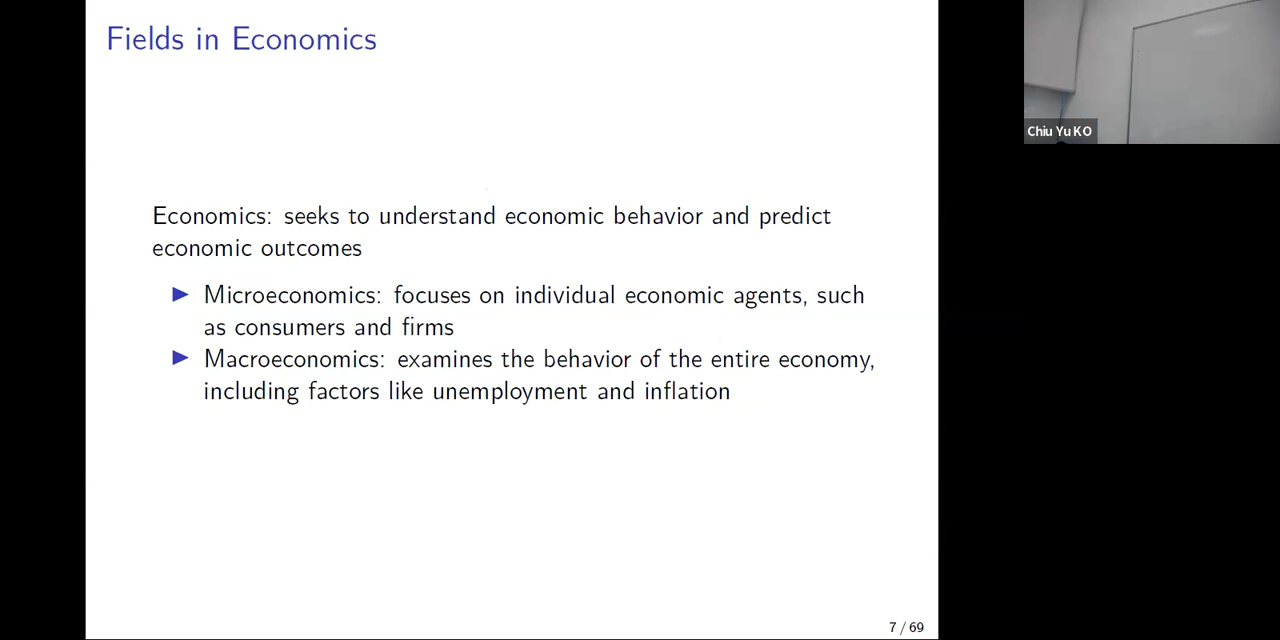 Fields in Economics
Economics: seeks to understand economic behavior and predict
economic outcomes
▶ Microeconomics: focuses on individual economic agents, such
as consumers and firms
▶ Macroeconomics: examines the behavior of the entire economy,
including factors like unemployment and inflation
7 / 69
Chiu Yu KO